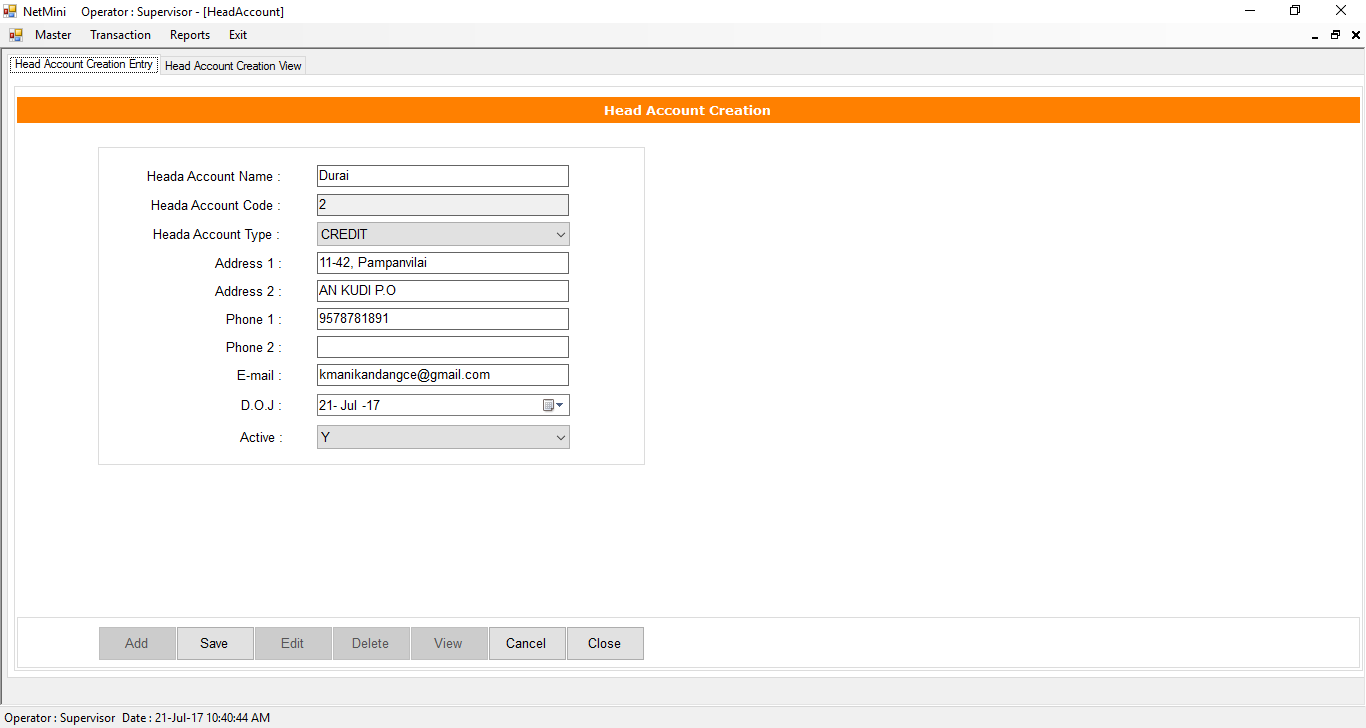 NetMini Operator : Supervisor - [HeadAccount]
Master Transaction Reports Exit
Head Account Creation Entry Head Account Creation View
Head Account Creation
Heada Account Name : Durai
Heada Account Code : 2
Heada Account Type : CREDIT
Address 1 : 11-42, Pampanvilai
Address 2 : AN KUDI P.O
Phone 1 : 9578781891
Phone 2 :
E-mail : kmanikandangce@gmail.com
D.O.J : 21- Jul -17
Active : Y
Add Save Edit Delete View Cancel Close
Operator : Supervisor Date : 21-Jul-17 10:40:44 AM